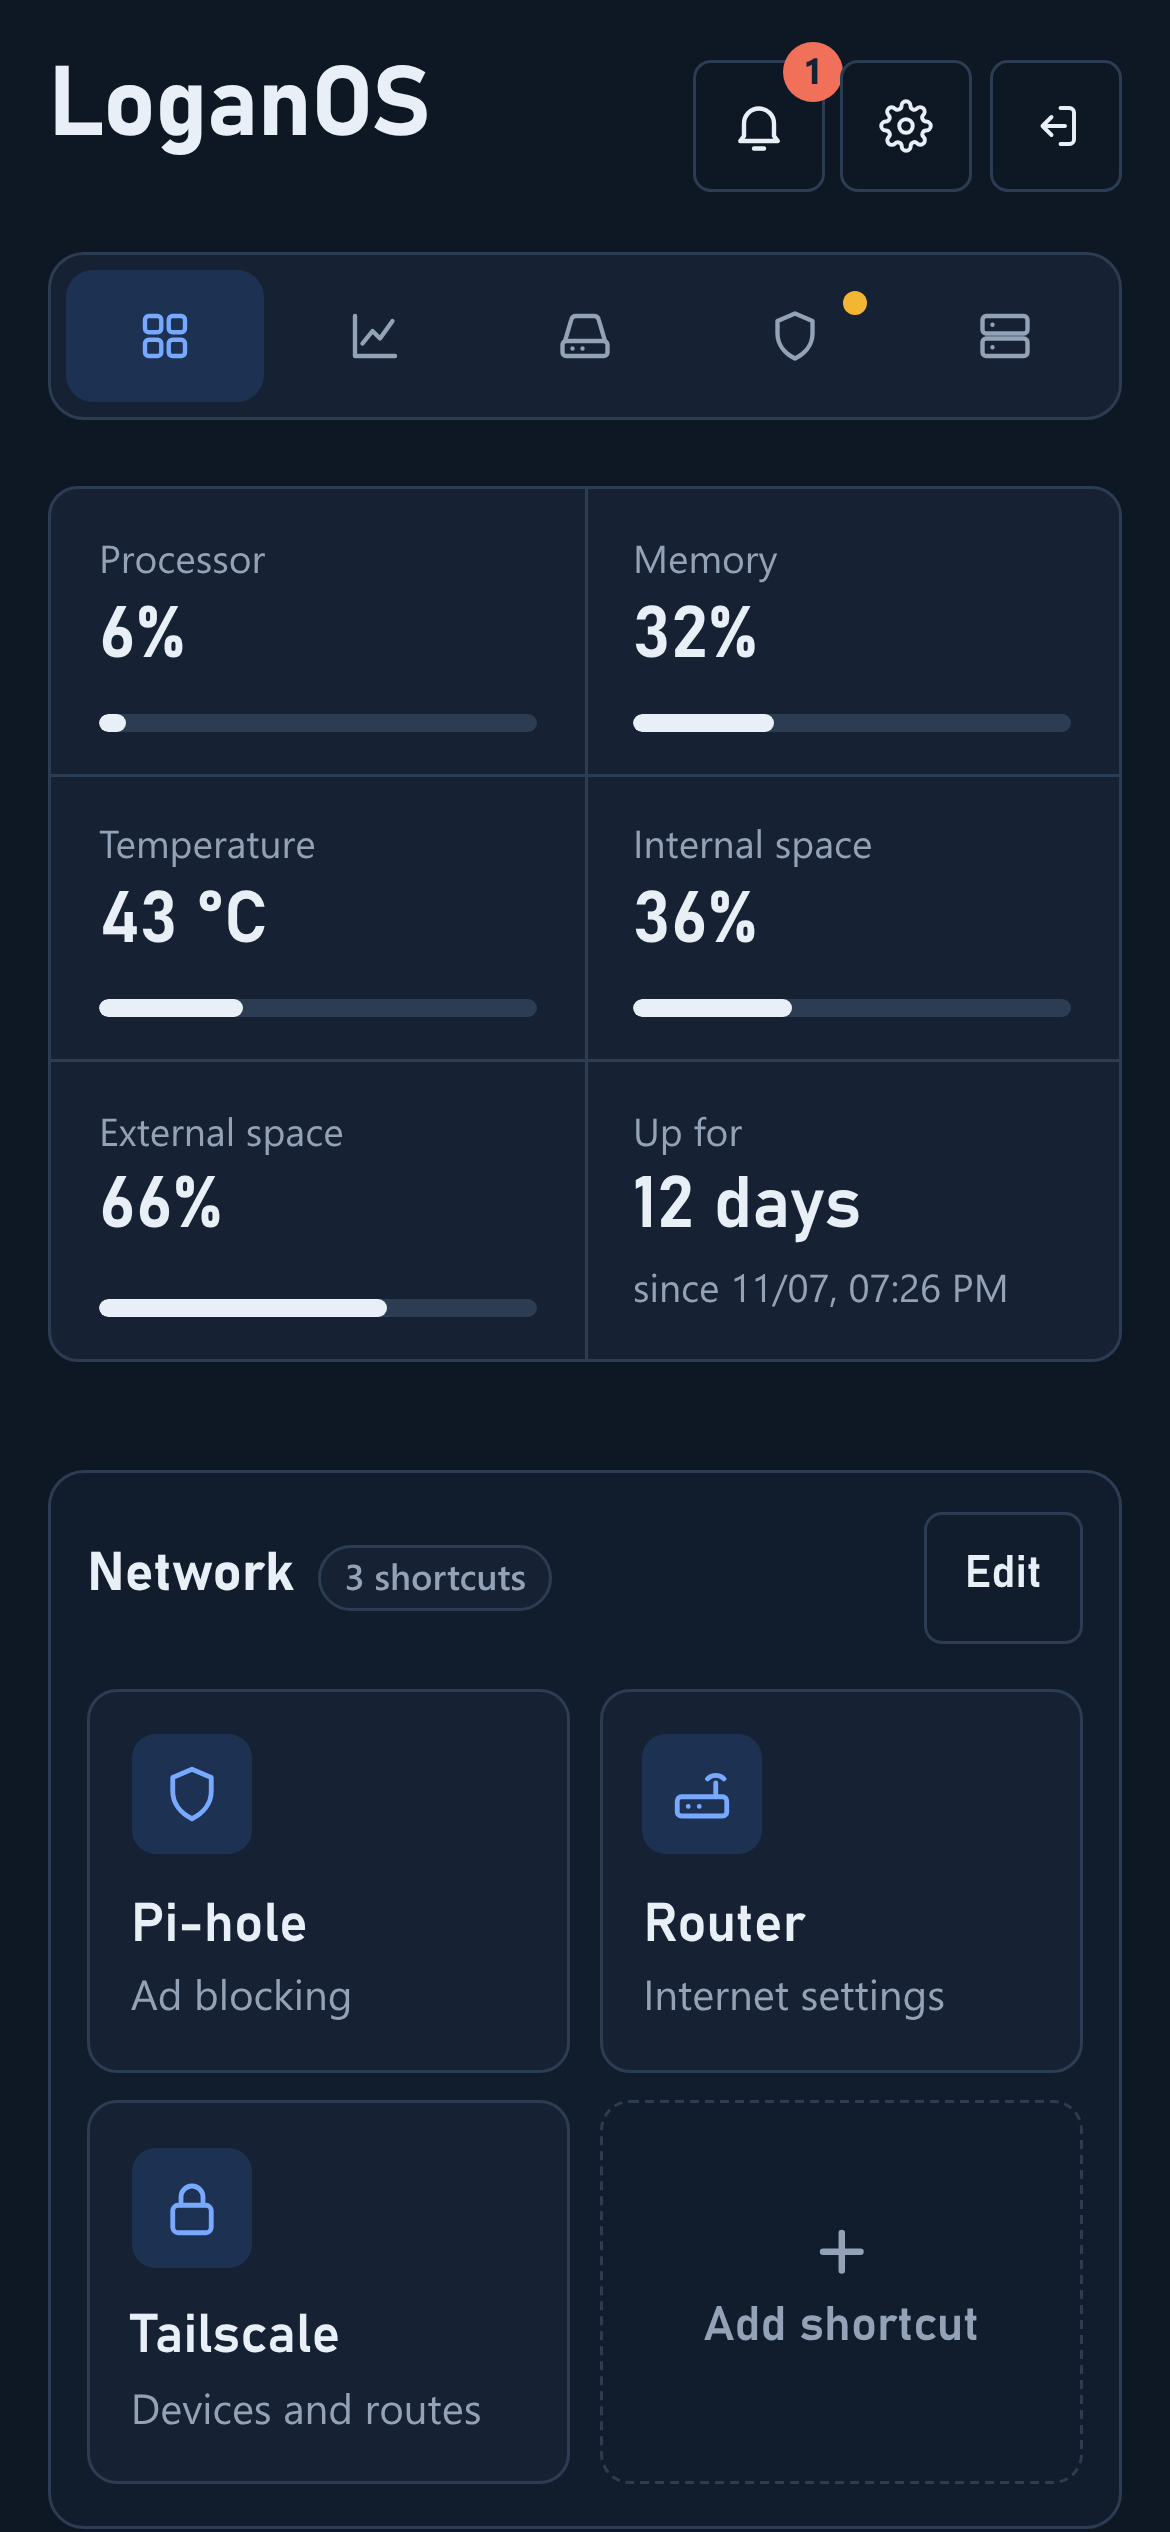 LoganOS
1
Processor
6%
Memory
32%
Temperature
43 °C
Internal space
36%
External space
66%
Up for
12 days
since 11/07, 07:26 PM
Network
3 shortcuts
Edit
Pi-hole
Ad blocking
Router
Internet settings
Tailscale
Devices and routes
Add shortcut